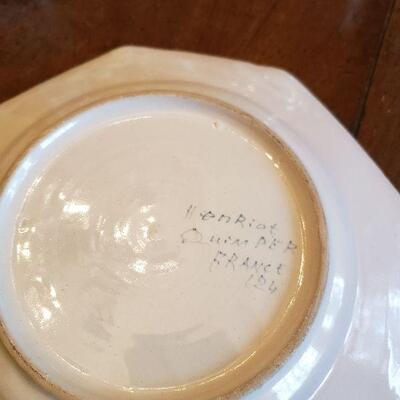 HenRiot
QUIMPER
FRANCE
124